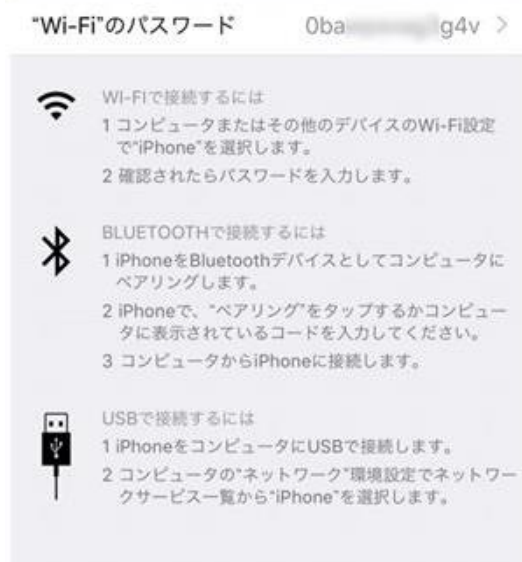 “Wi-Fi”のパスワード 0ba g4v >
WI-FIで接続するには
1 コンピュータまたはその他のデバイスのWi-Fi設定
で“iPhone”を選択します。
2 確認されたらパスワードを入力します。
BLUETOOTHで接続するには
1 iPhoneをBluetoothデバイスとしてコンピュータに
ペアリングします。
2 iPhoneで、“ペアリング”をタップするかコンピュー
タに表示されているコードを入力してください。
3 コンピュータからiPhoneに接続します。
USBで接続するには
1 iPhoneをコンピュータにUSBで接続します。
2 コンピュータの“ネットワーク”環境設定でネットワー
クサービス一覧から“iPhone”を選択します。